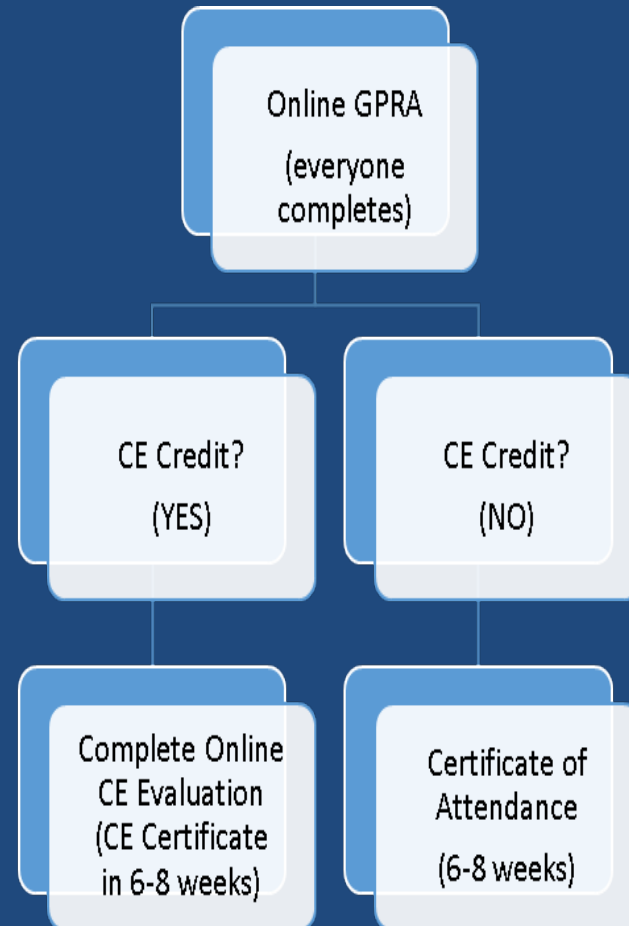 Online GPRA
(everyone
completes)
CE Credit?
(YES)
CE Credit?
(NO)
Complete Online
CE Evaluation
(CE Certificate
in 6-8 weeks)
Certificate of
Attendance
(6-8 weeks)